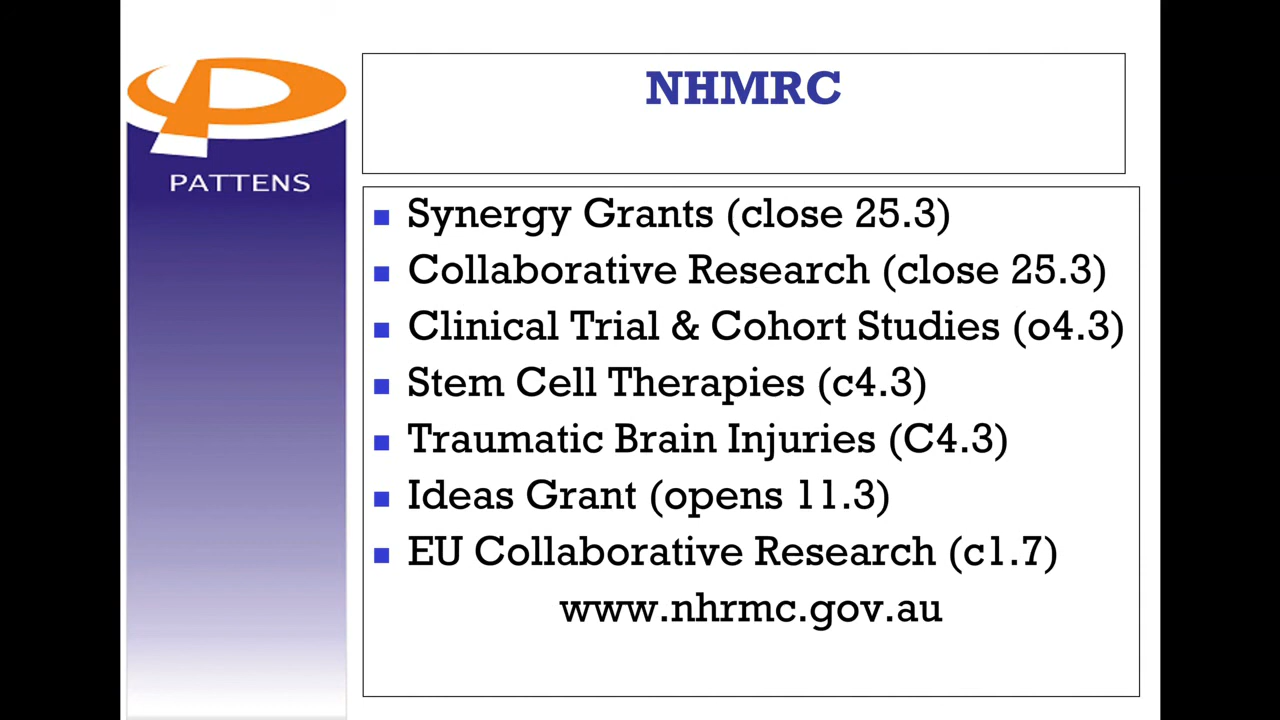 PATTENS
NHMRC
Synergy Grants (close 25.3)
Collaborative Research (close 25.3)
Clinical Trial & Cohort Studies (o4.3)
Stem Cell Therapies (c4.3)
Traumatic Brain Injuries (C4.3)
Ideas Grant (opens 11.3)
EU Collaborative Research (c1.7)
www.nhrmc.gov.au